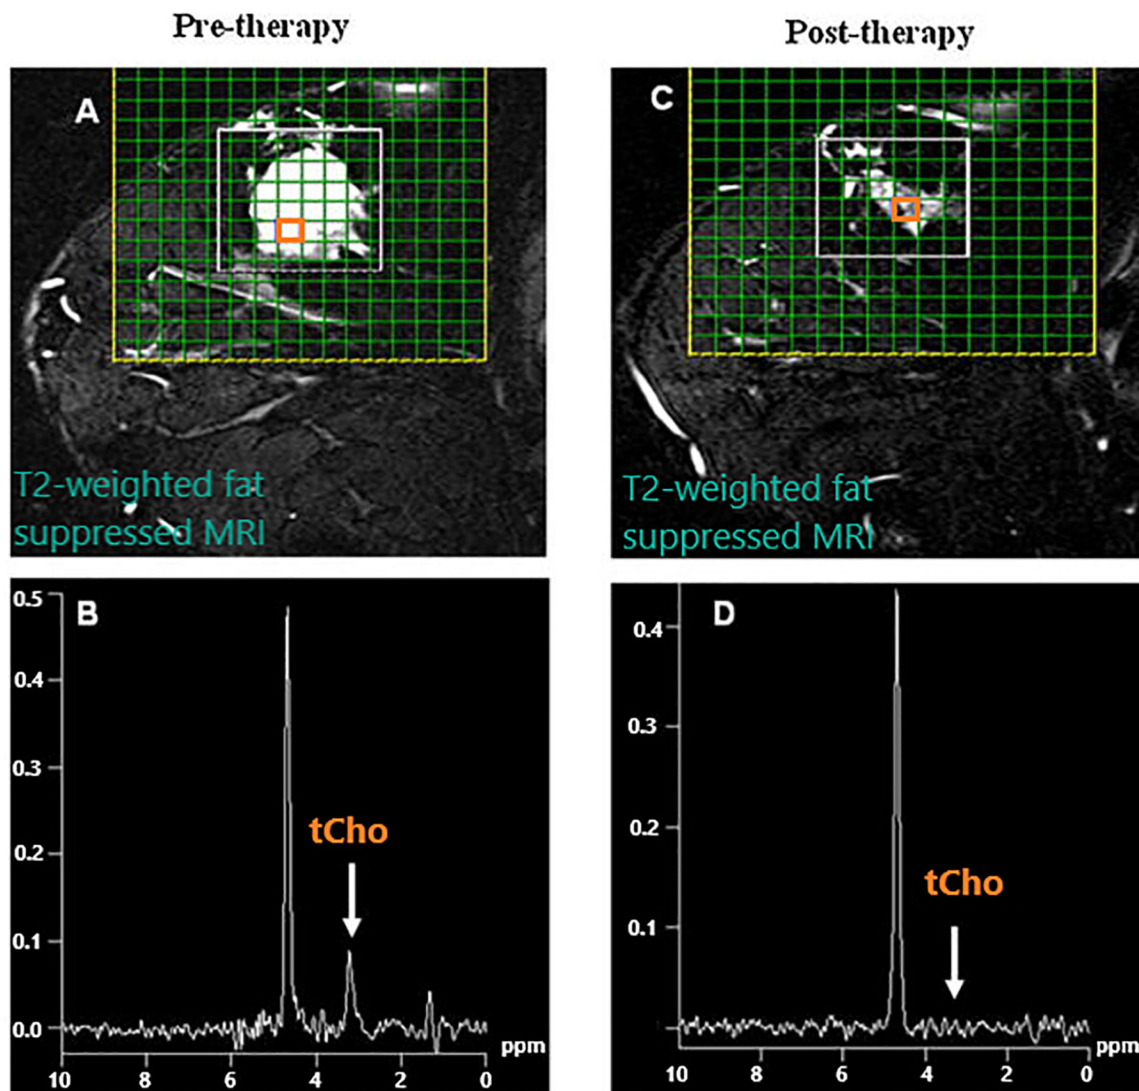 Pre-therapy
Post-therapy
A
C
T2-weighted fat
suppressed MRI
T2-weighted fat
suppressed MRI
B
0.5
0.4
0.3
0.2
0.1
0.0
tCho
10
8
6
4
2
0
ppm
D
0.4
0.3
0.2
0.1
tCho
10
8
6
4
2
0
ppm